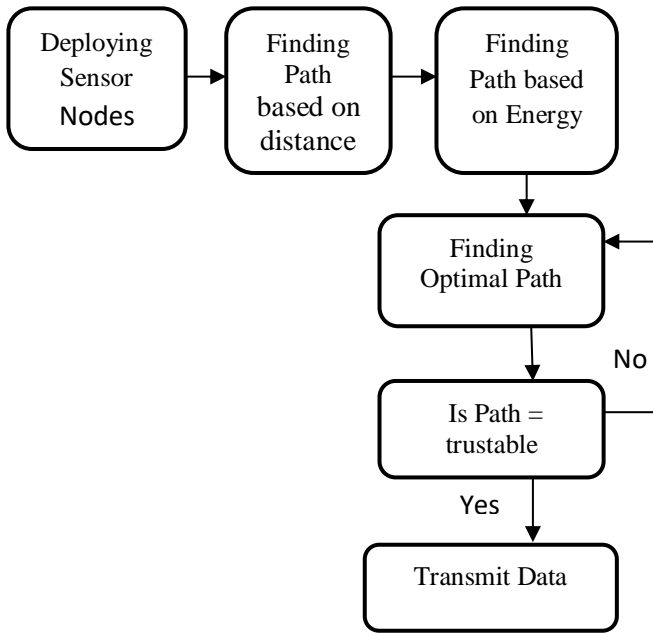 Deploying
Sensor
Nodes
Finding
Path
based on
distance
Finding
Path based
on Energy
Finding
Optimal Path
No
Is Path =
trustable
Yes
Transmit Data